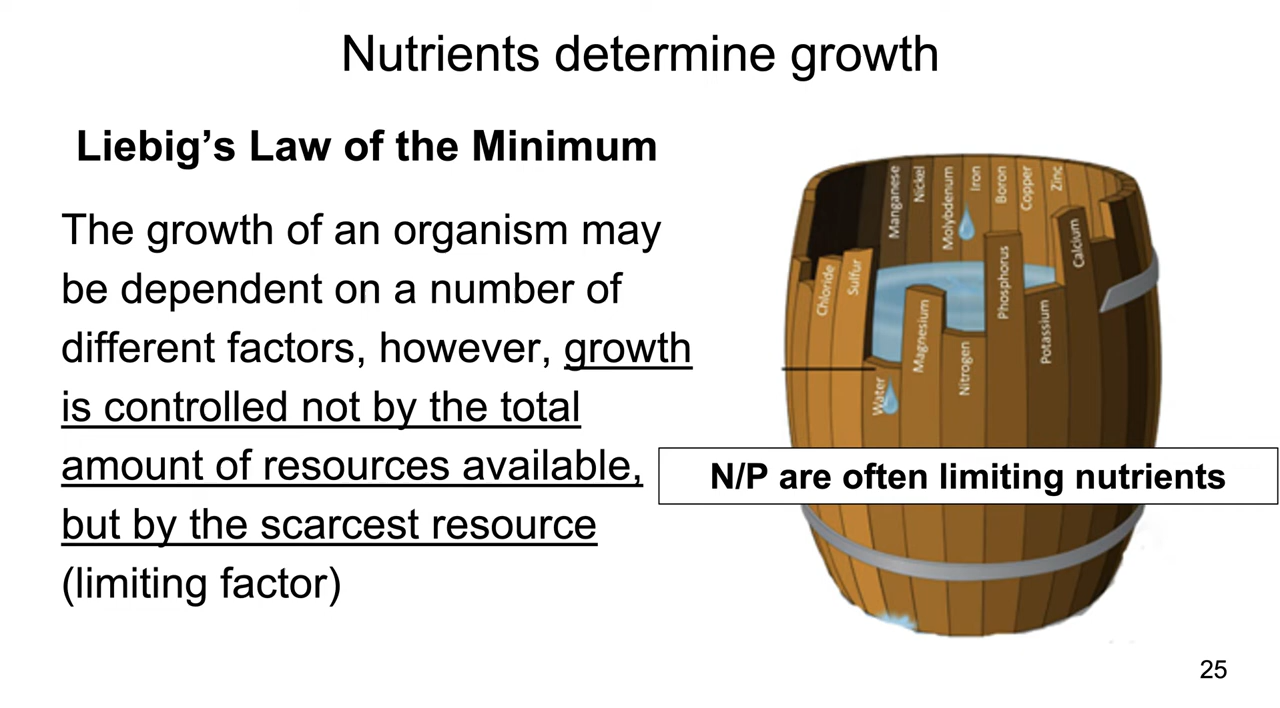 Nutrients determine growth
Liebig’s Law of the Minimum
The growth of an organism may
be dependent on a number of
different factors, however, growth
is controlled not by the total
amount of resources available,
but by the scarcest resource
(limiting factor)
Manganese
Nickel
Molybdenum
Iron
Boron
Copper
Zinc
Chloride
Sulfur
Water
Magnesium
Nitrogen
Phosphorus
Potassium
Calcium
N/P are often limiting nutrients
25